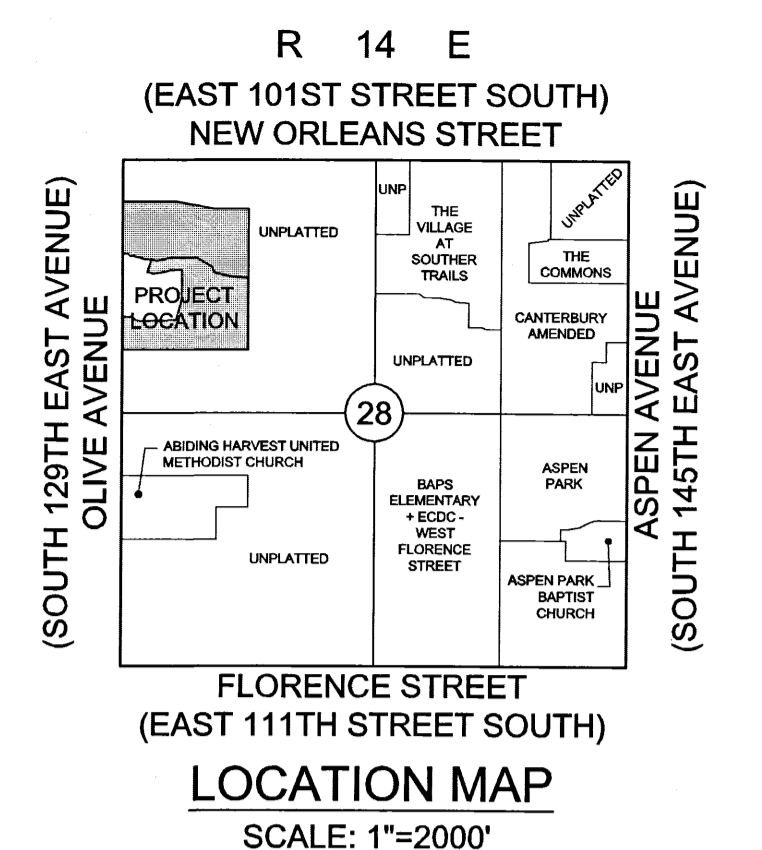 R 14 E
(EAST 101ST STREET SOUTH)
NEW ORLEANS STREET
(SOUTH 129TH EAST AVENUE)
OLIVE AVENUE
UNPLATTED
PROJECT
LOCATION
UNP
THE
VILLAGE
AT
SOUTHER
TRAILS
UNPLATTED
UNPLATTED
THE
COMMONS
CANTERBURY
AMENDED
UNP
28
ABIDING HARVEST UNITED
METHODIST CHURCH
UNPLATTED
BAPS
ELEMENTARY
+ ECDC -
WEST
FLORENCE
STREET
ASPEN
PARK
ASPEN PARK
BAPTIST
CHURCH
ASPEN AVENUE
(SOUTH 145TH EAST AVENUE)
FLORENCE STREET
(EAST 111TH STREET SOUTH)
LOCATION MAP
SCALE: 1"=2000'